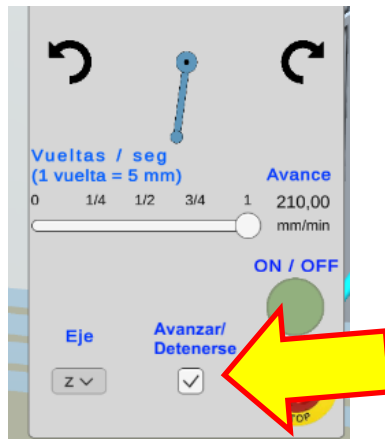 Vueltas / seg
(1 vuelta = 5 mm)
Avance
0 1/4 1/2 3/4 1
210,00
mm/min
ON / OFF
Eje
Avanzar/
Detenerse
Z